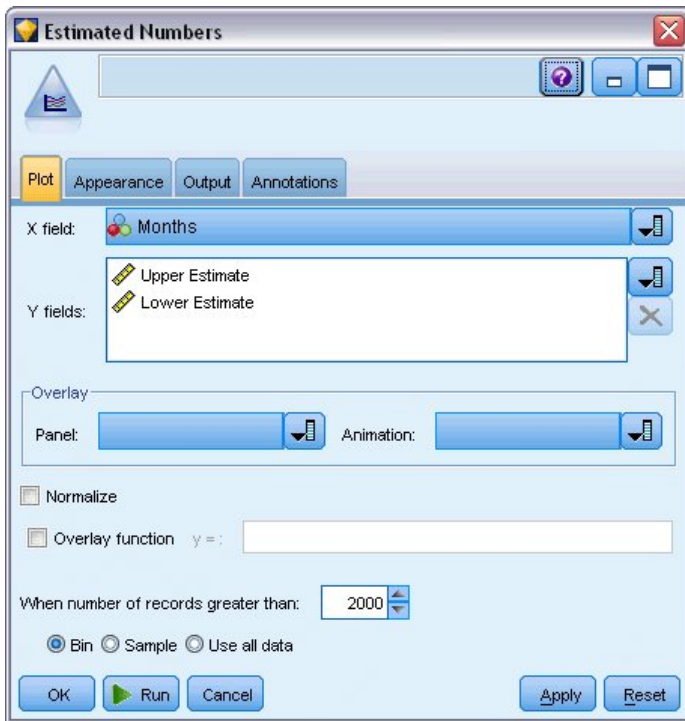 Estimated Numbers
Plot Appearance Output Annotations
X field: Months
Y fields: Upper Estimate
Lower Estimate
Overlay
Panel: Animation:
Normalize
Overlay function y = :
When number of records greater than: 2000
Bin Sample Use all data
OK Run Cancel Apply Reset